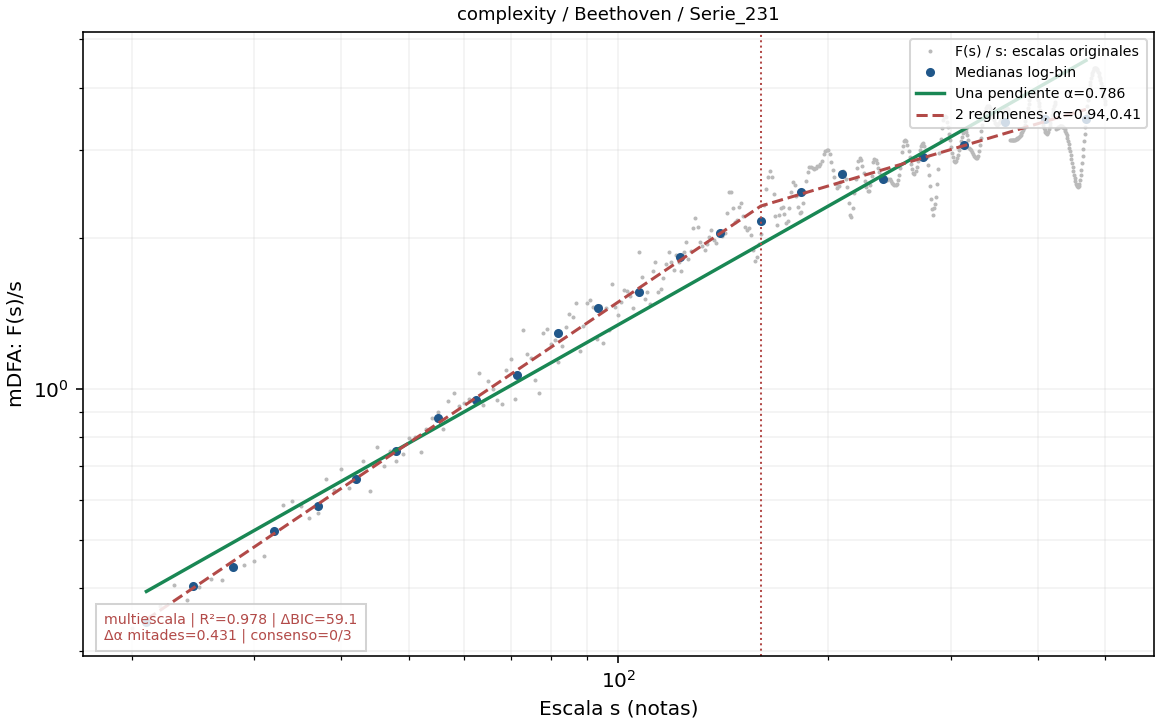 complexity / Beethoven / Serie_231
F(s) / s: escalas originales
Medianas log-bin
Una pendiente α=0.786
2 regímenes; α=0.94,0.41
mDFA: F(s)/s
10⁰
multiescala | R²=0.978 | ΔBIC=59.1
Δα mitades=0.431 | consenso=0/3
10²
Escala s (notas)